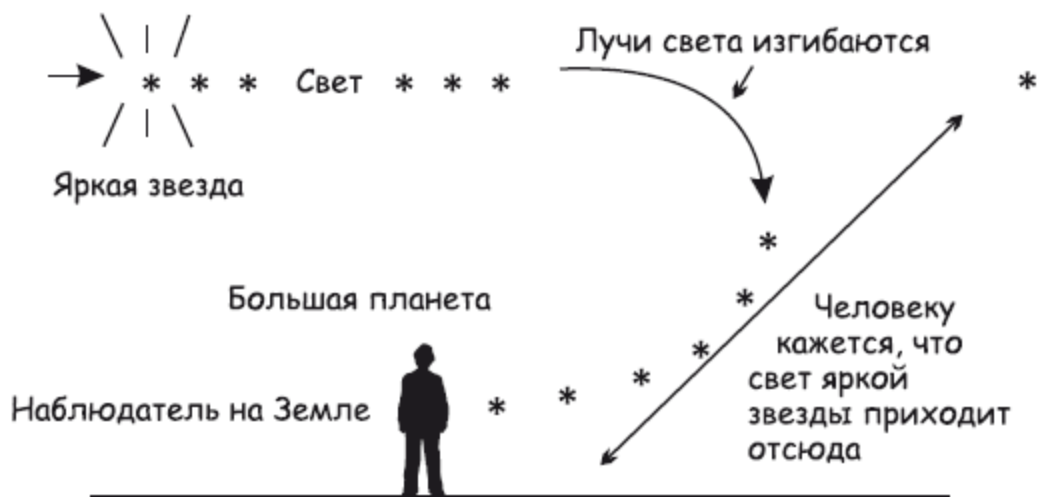 Лучи света изгибаются
* * * Свет * * *
*
Яркая звезда
*
Большая планета
*
Человеку
кажется, что
*
*
свет яркой
Наблюдатель на Земле * *
звезды приходит
отсюда